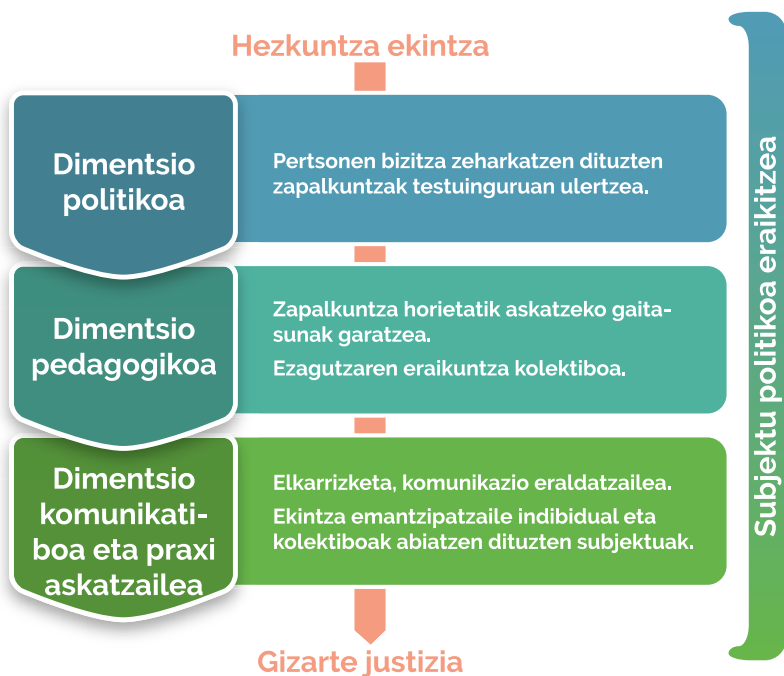 Hezkuntza ekintza
Dimentsio
politikoa
Pertsonen bizitza zeharkatzen dituzten
zapalkuntzak testuinguruan ulertzea.
Dimentsio
pedagogikoa
Zapalkuntza horietatik askatzeko gaita-
sunak garatzea.
Ezagutzaren eraikuntza kolektiboa.
Dimentsio
komunikati-
boa eta praxi
askatzailea
Elkarrizketa, komunikazio eraldatzailea.
Ekintza emantzipatzaile indibidual eta
kolektiboak abiatzen dituzten subjektuak.
Gizarte justizia
Subjektu politikoa eraikitzea